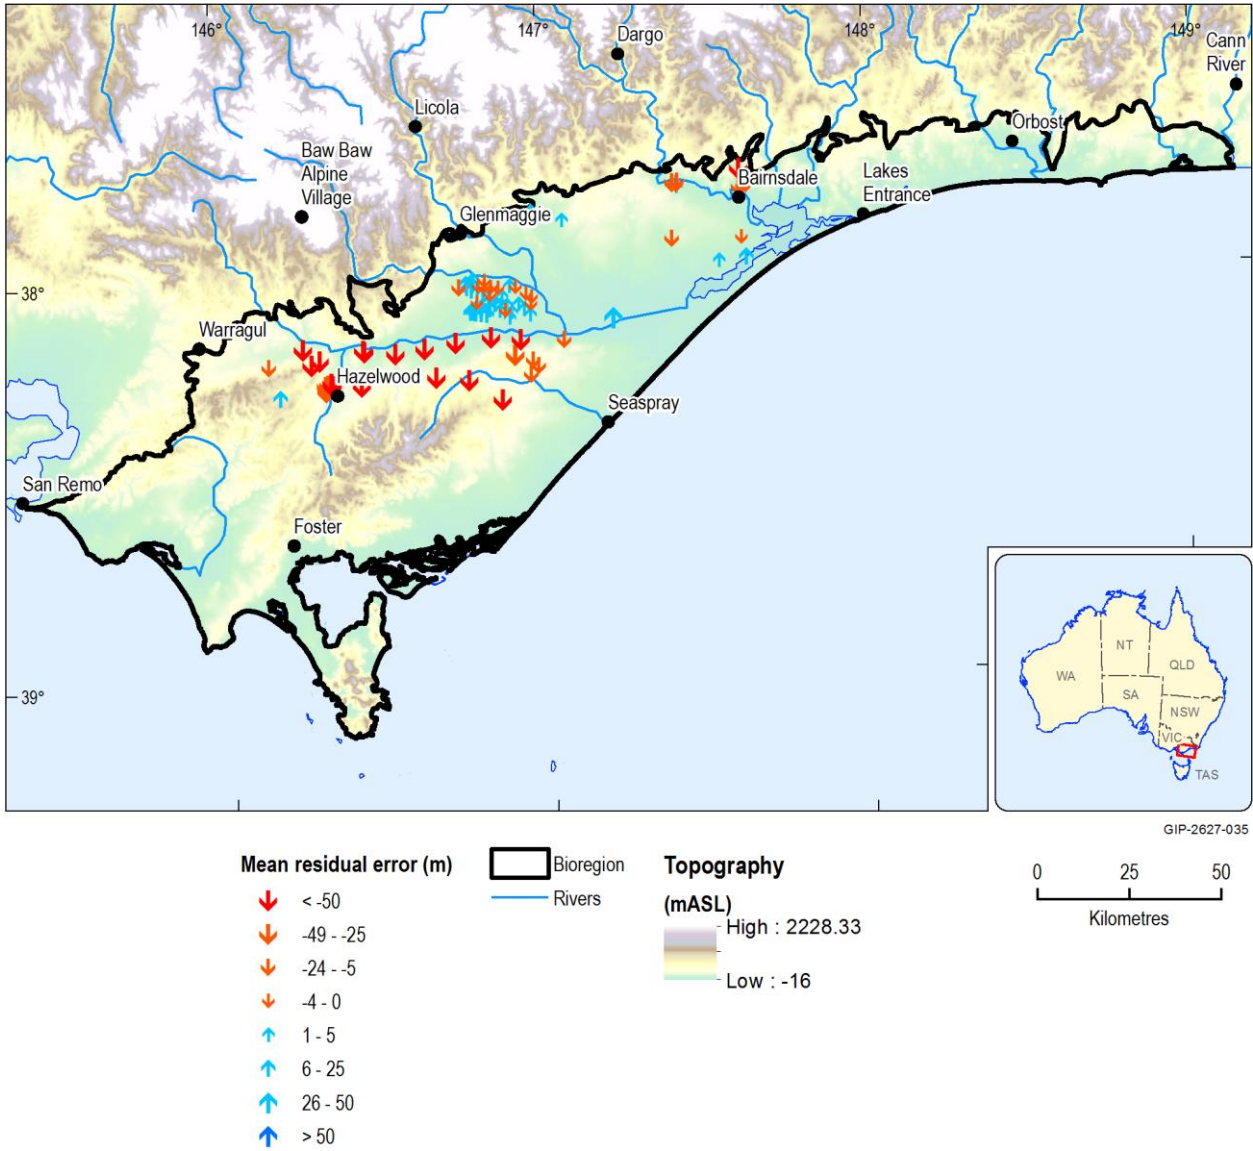 146°
147°
148°
149°
Dargo
Cann
River
Licola
Orbost
Baw Baw
Alpine
Village
Bairnsdale
Lakes
Entrance
Glenmaggie
38°
Warragul
Hazelwood
Seaspray
San Remo
Foster
39°
NT
QLD
WA
SA
NSW
VIC
TAS
GIP-2627-035
Mean residual error (m)
< -50
-49 - -25
-24 - -5
-4 - 0
1 - 5
6 - 25
26 - 50
> 50
Bioregion
Rivers
Topography
(mASL)
High : 2228.33
Low : -16
0 25 50
Kilometres